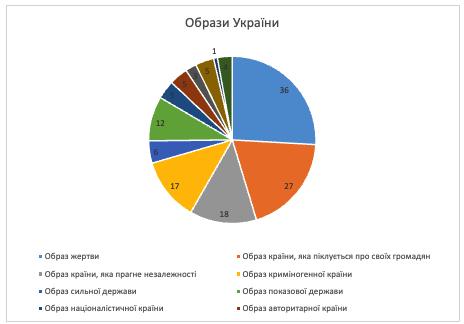 Образи України
1
36
27
18
17
6
12
5
5
Образ жертви
Образ країни, яка піклується про своїх громадян
Образ країни, яка прагне незалежності
Образ криміногенної країни
Образ сильної держави
Образ показової держави
Образ націоналістичної країни
Образ авторитарної країни